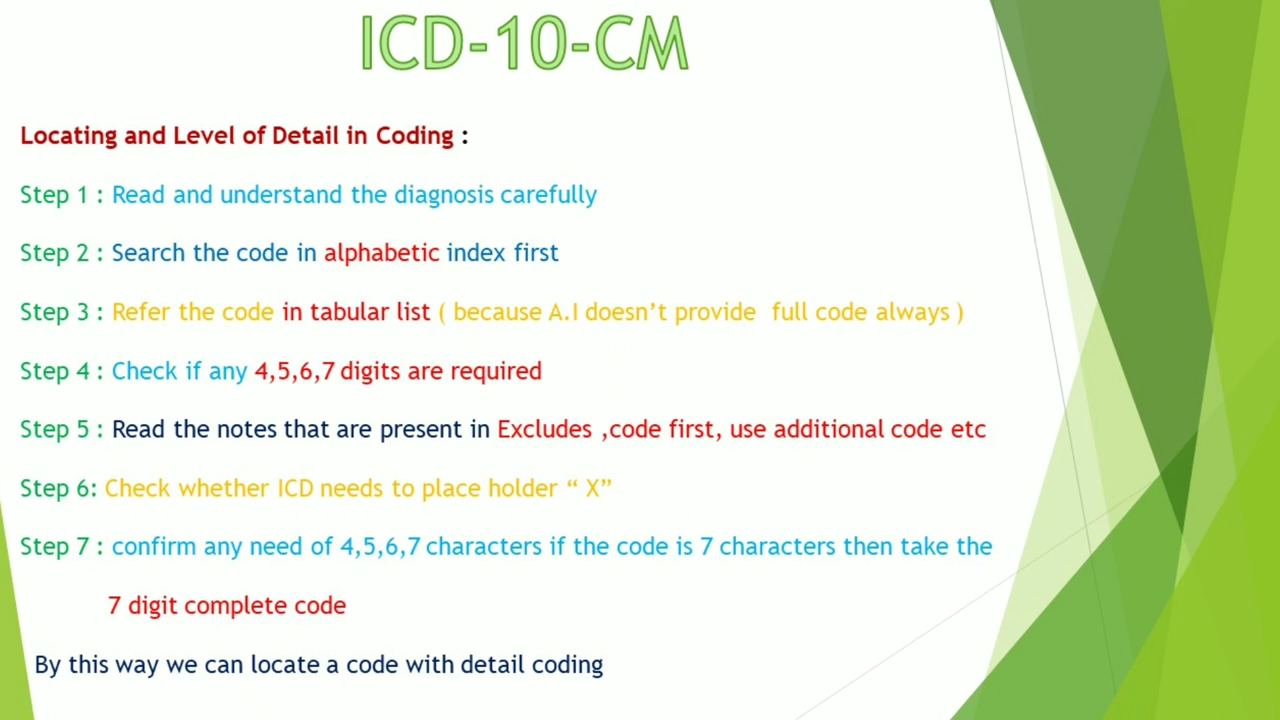 ICD-10-CM
Locating and Level of Detail in Coding :
Step 1 : Read and understand the diagnosis carefully
Step 2 : Search the code in alphabetic index first
Step 3 : Refer the code in tabular list ( because A.I doesn't provide full code always )
Step 4 : Check if any 4,5,6,7 digits are required
Step 5 : Read the notes that are present in Excludes ,code first, use additional code etc
Step 6: Check whether ICD needs to place holder “ X”
Step 7 : confirm any need of 4,5,6,7 characters if the code is 7 characters then take the
7 digit complete code
By this way we can locate a code with detail coding